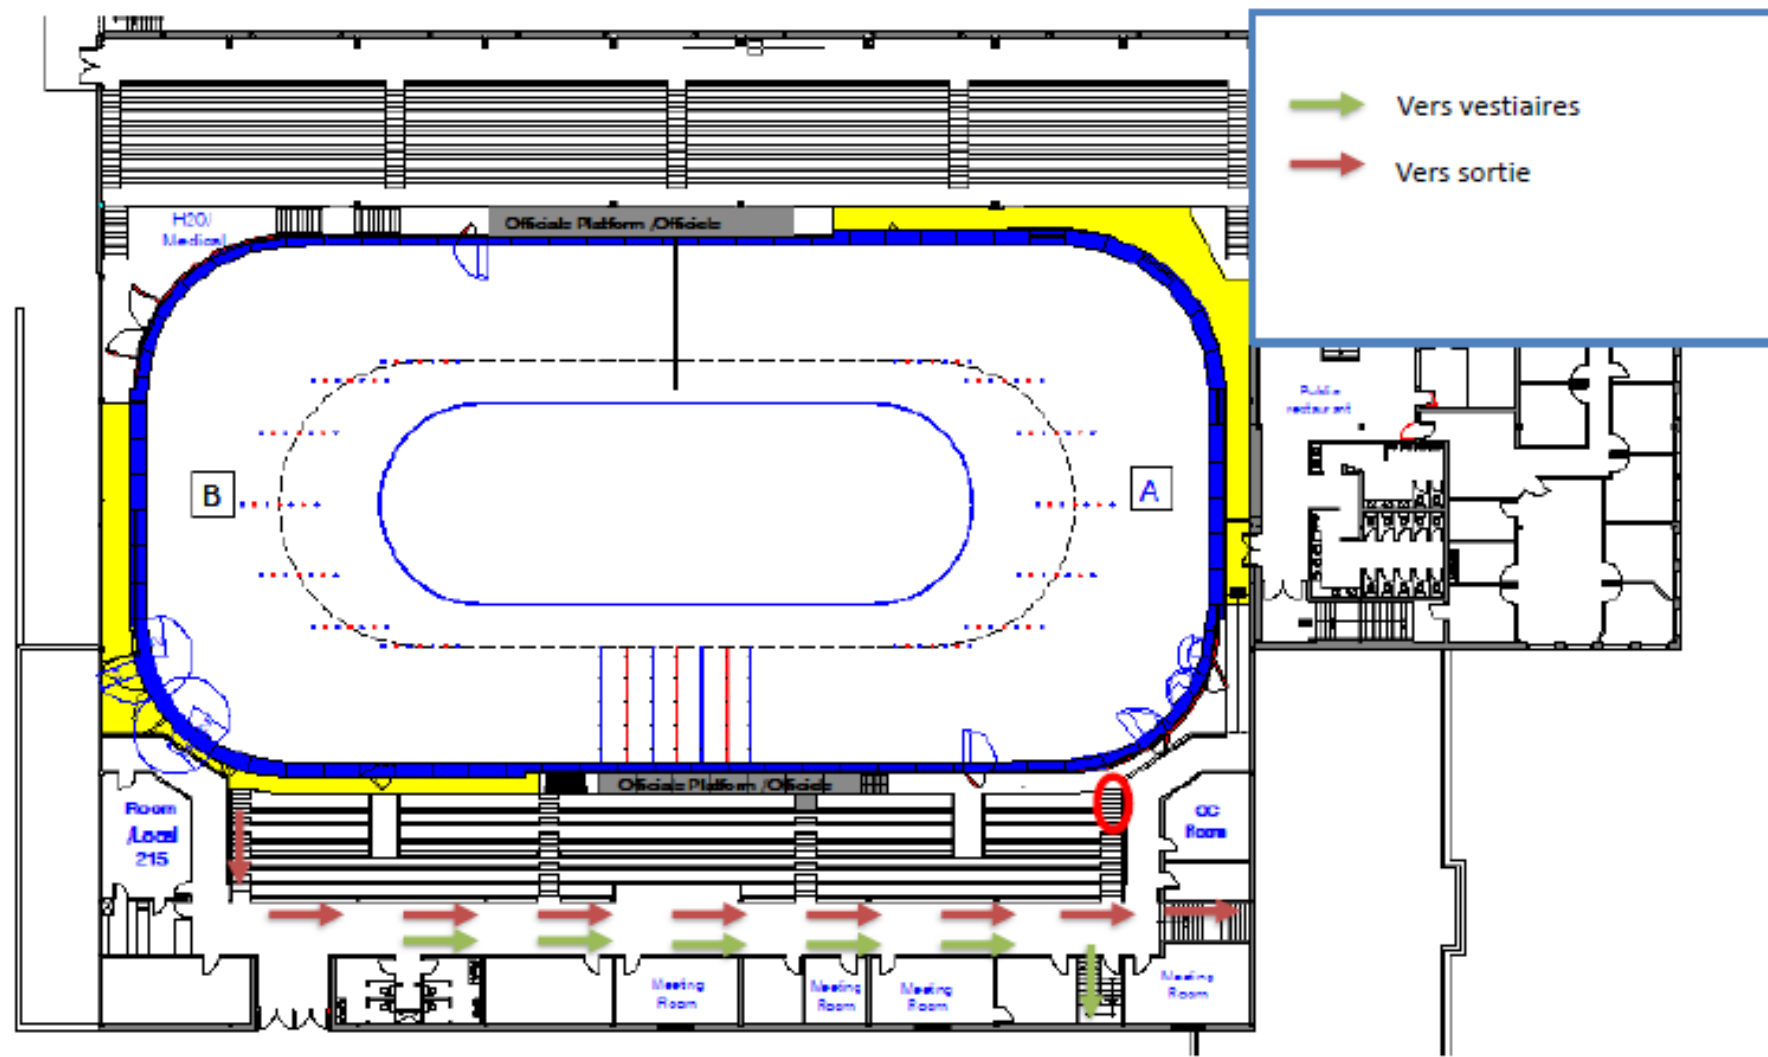 Vers vestiaires
Vers sortie
H20/
Medical
Officials Platform /Officiels
Public
restaurant
B
A
Officials Platform /Officiels
Room
/Local
215
OC
Room
Meeting
Room
Meeting
Room
Meeting
Room
Meeting
Room